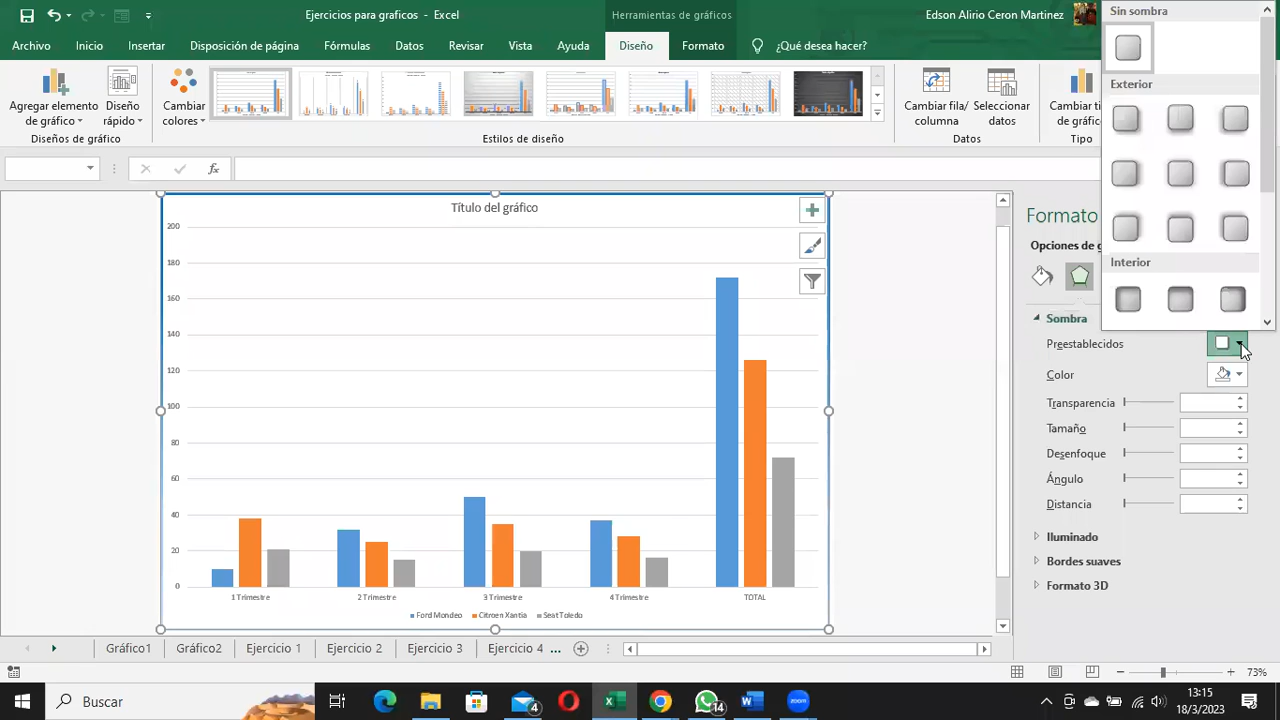 Ejercicios para graficos - Excel
Herramientas de gráficos
Edson Alirio Ceron Martinez
Archivo
Inicio
Insertar
Disposición de página
Fórmulas
Datos
Revisar
Vista
Ayuda
Diseño
Formato
¿Qué desea hacer?
Agregar elemento de gráfico
Diseño rápido
Cambiar colores
Cambiar fila/ columna
Seleccionar datos
Cambiar ti
de gráfic
Diseños de gráfico
Estilos de diseño
Datos
Tipo
fx
Sin sombra
Exterior
Interior
Título del gráfico
200
180
160
140
120
100
80
60
40
20
0
1 Trimestre
2 Trimestre
3 Trimestre
4 Trimestre
TOTAL
Ford Mondeo
Citroen Xantia
Seat Toledo
Formato
Opciones de g
Sombra
Preestablecidos
Color
Transparencia
Tamaño
Desenfoque
Ángulo
Distancia
Iluminado
Bordes suaves
Formato 3D
Gráfico1
Gráfico2
Ejercicio 1
Ejercicio 2
Ejercicio 3
Ejercicio 4 ...
73%
Buscar
4
14
zoom
13:15
18/3/2023